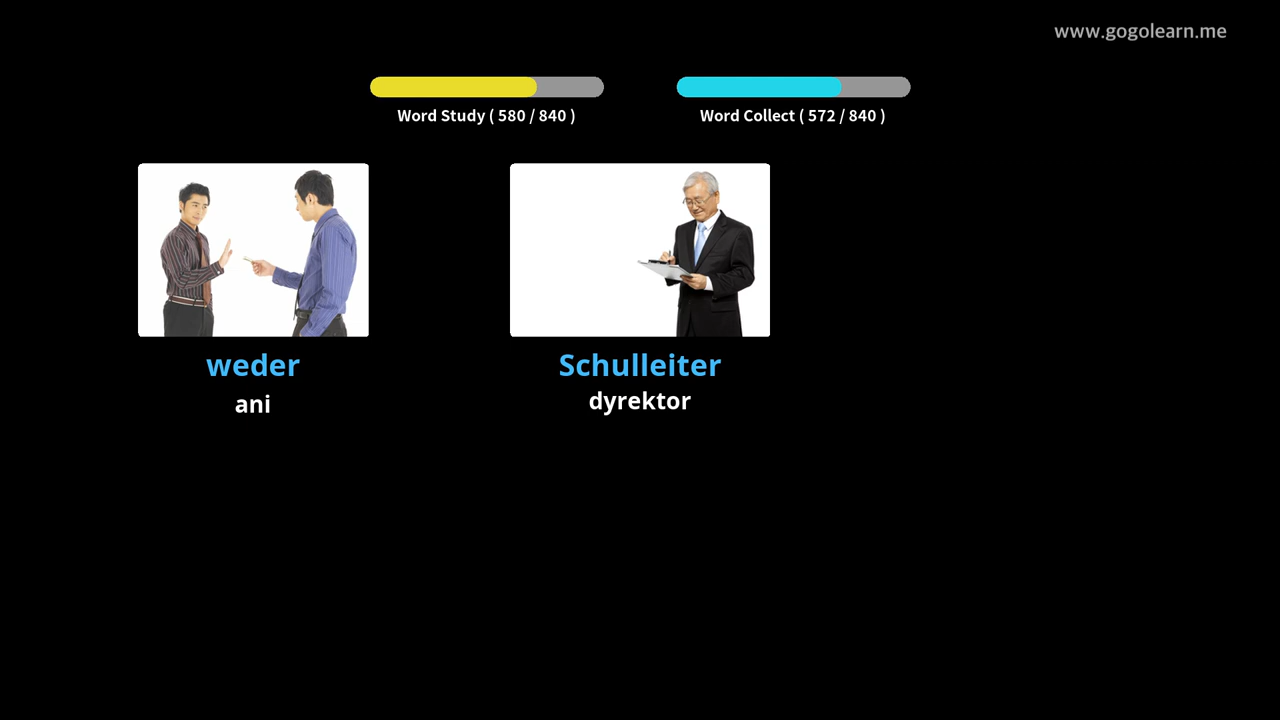 www.gogolearn.me
Word Study ( 580 / 840 )
Word Collect ( 572 / 840 )
weder
ani
Schulleiter
dyrektor